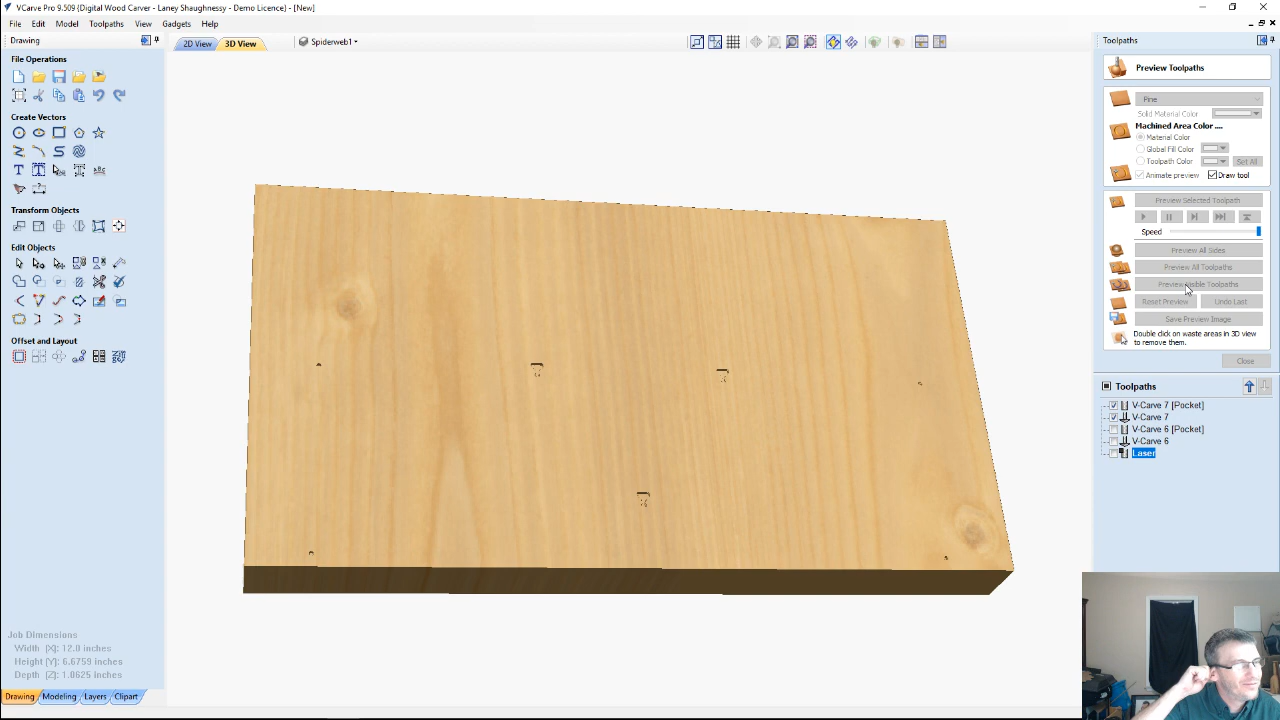 VCarve Pro 9.509 {Digital Wood Carver - Laney Shaughnessy - Demo Licence} - [New]
File Edit Model Toolpaths View Gadgets Help
Drawing
2D View 3D View Spiderweb1
File Operations
Create Vectors
Transform Objects
Edit Objects
Offset and Layout
Job Dimensions
Width (X): 12.0 inches
Height (Y): 6.6759 inches
Depth (Z): 1.0625 inches
Drawing Modeling Layers Clipart
Toolpaths
Preview Toolpaths
Pine
Solid Material Color
Machined Area Color ....
Material Color
Global Fill Color
Toolpath Color Set All
Animate preview Draw tool
Preview Selected Toolpath
Speed
Preview All Sides
Preview All Toolpaths
Preview Visible Toolpaths
Reset Preview Undo Last
Save Preview Image
Double click on waste areas in 3D view
to remove them.
Close
Toolpaths
V-Carve 7 [Pocket]
V-Carve 7
V-Carve 6 [Pocket]
V-Carve 6
Laser